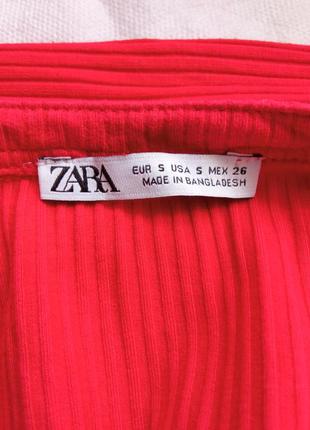 ZARA
EUR S USA S MEX 26
MADE IN BANGLADESH